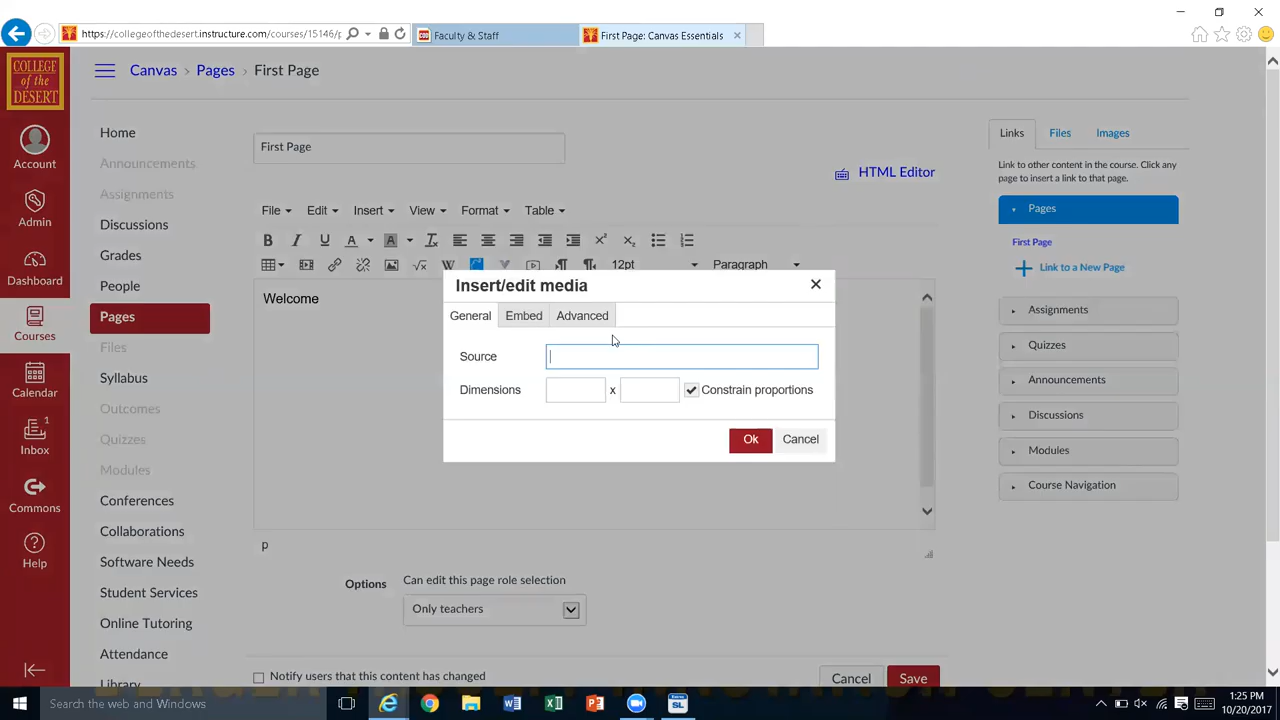 https://collegeofthedesert.instructure.com/courses/15146/p
Faculty & Staff
First Page: Canvas Essentials
COLLEGE
of the
DESERT
Canvas > Pages > First Page
Account
Admin
Dashboard
Courses
Calendar
1
Inbox
Commons
Help
Home
Announcements
Assignments
Discussions
Grades
People
Pages
Files
Syllabus
Outcomes
Quizzes
Modules
Conferences
Collaborations
Software Needs
Student Services
Online Tutoring
Attendance
Library
First Page
HTML Editor
File Edit Insert View Format Table
12pt Paragraph
Welcome
p
Insert/edit media
General Embed Advanced
Source
Dimensions x Constrain proportions
Ok Cancel
Options Can edit this page role selection
Only teachers
Notify users that this content has changed
Cancel Save
Links Files Images
Link to other content in the course. Click any
page to insert a link to that page.
Pages
First Page
Link to a New Page
Assignments
Quizzes
Announcements
Discussions
Modules
Course Navigation
Search the web and Windows
1:25 PM
10/20/2017